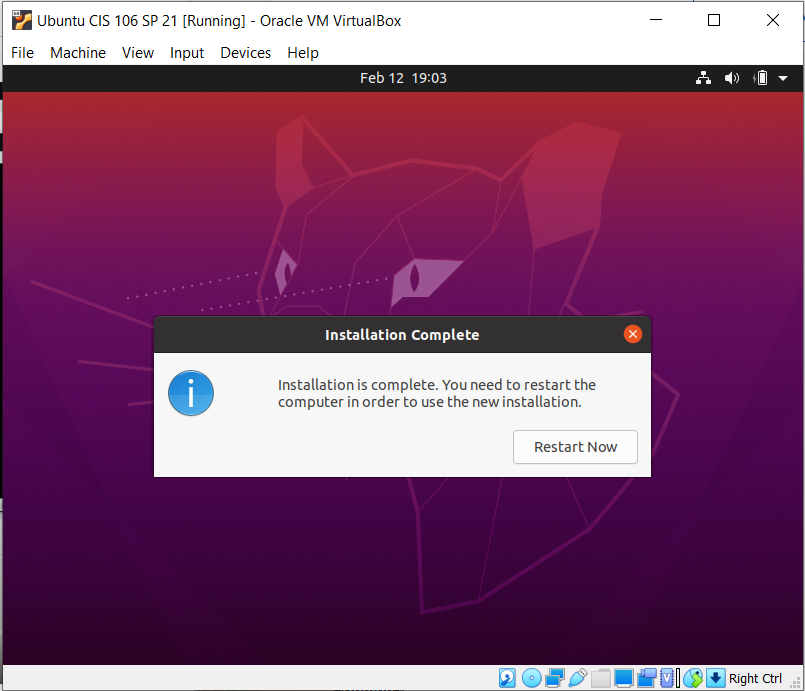 Ubuntu CIS 106 SP 21 [Running] - Oracle VM VirtualBox
File Machine View Input Devices Help
Feb 12 19:03
Installation Complete
Installation is complete. You need to restart the
computer in order to use the new installation.
Restart Now
Right Ctrl